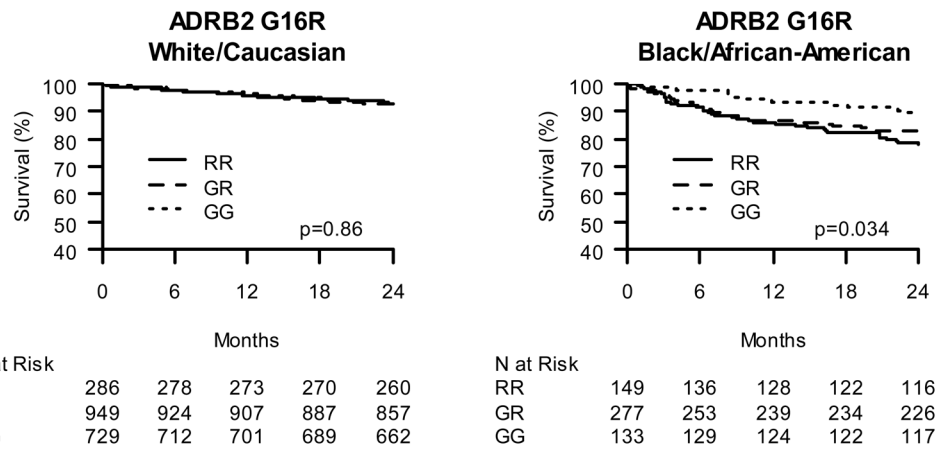 ADRB2 G16R
White/Caucasian
Survival (%)
100
90
80
70
60
50
40
RR
GR
GG
p=0.86
0 6 12 18 24
Months
at Risk
286 278 273 270 260
949 924 907 887 857
729 712 701 689 662
ADRB2 G16R
Black/African-American
Survival (%)
100
90
80
70
60
50
40
RR
GR
GG
p=0.034
0 6 12 18 24
Months
N at Risk
RR 149 136 128 122 116
GR 277 253 239 234 226
GG 133 129 124 122 117